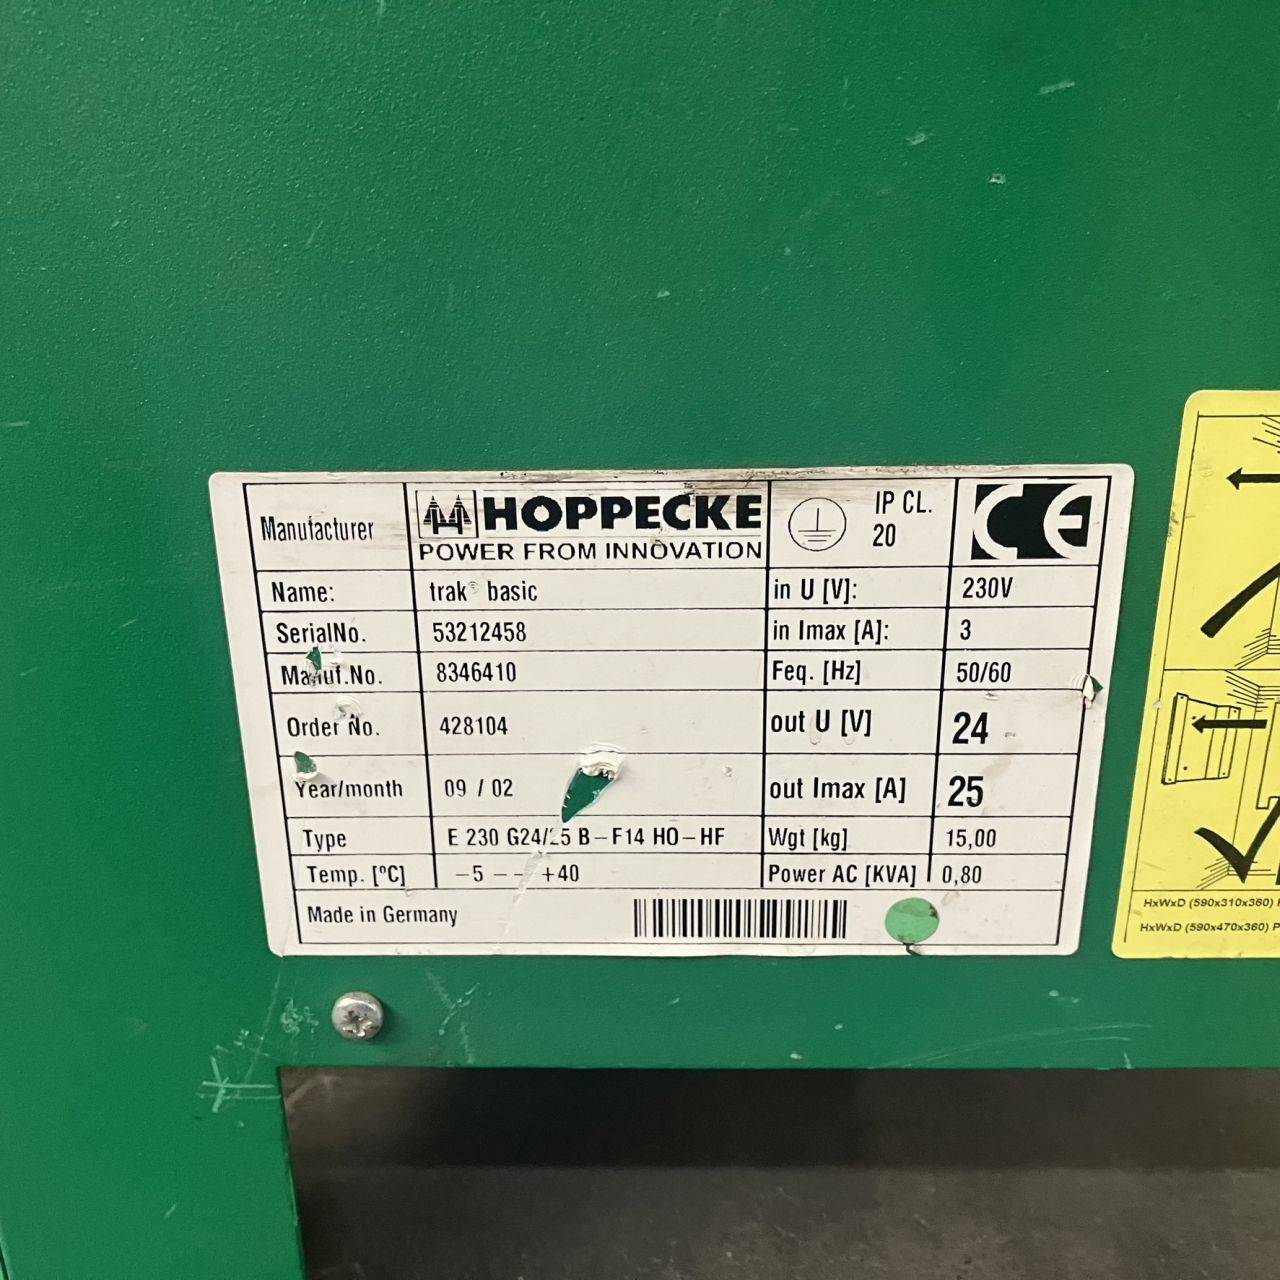 Manufacturer HOPPECKE IP CL. CE
POWER FROM INNOVATION 20
Name: trak® basic in U [V]: 230V
SerialNo. 53212458 in Imax [A]: 3
Manuf.No. 8346410 Feq. [Hz] 50/60
Order No. 428104 out U [V] 24
Year/month 09 / 02 out Imax [A] 25
Type E 230 G24/25 B-F14 HO-HF Wgt [kg] 15,00
Temp. [ºC] -5 -- +40 Power AC [KVA] 0,80
Made in Germany
HxWxD (590x310x360)
HxWxD (590x470x360) P